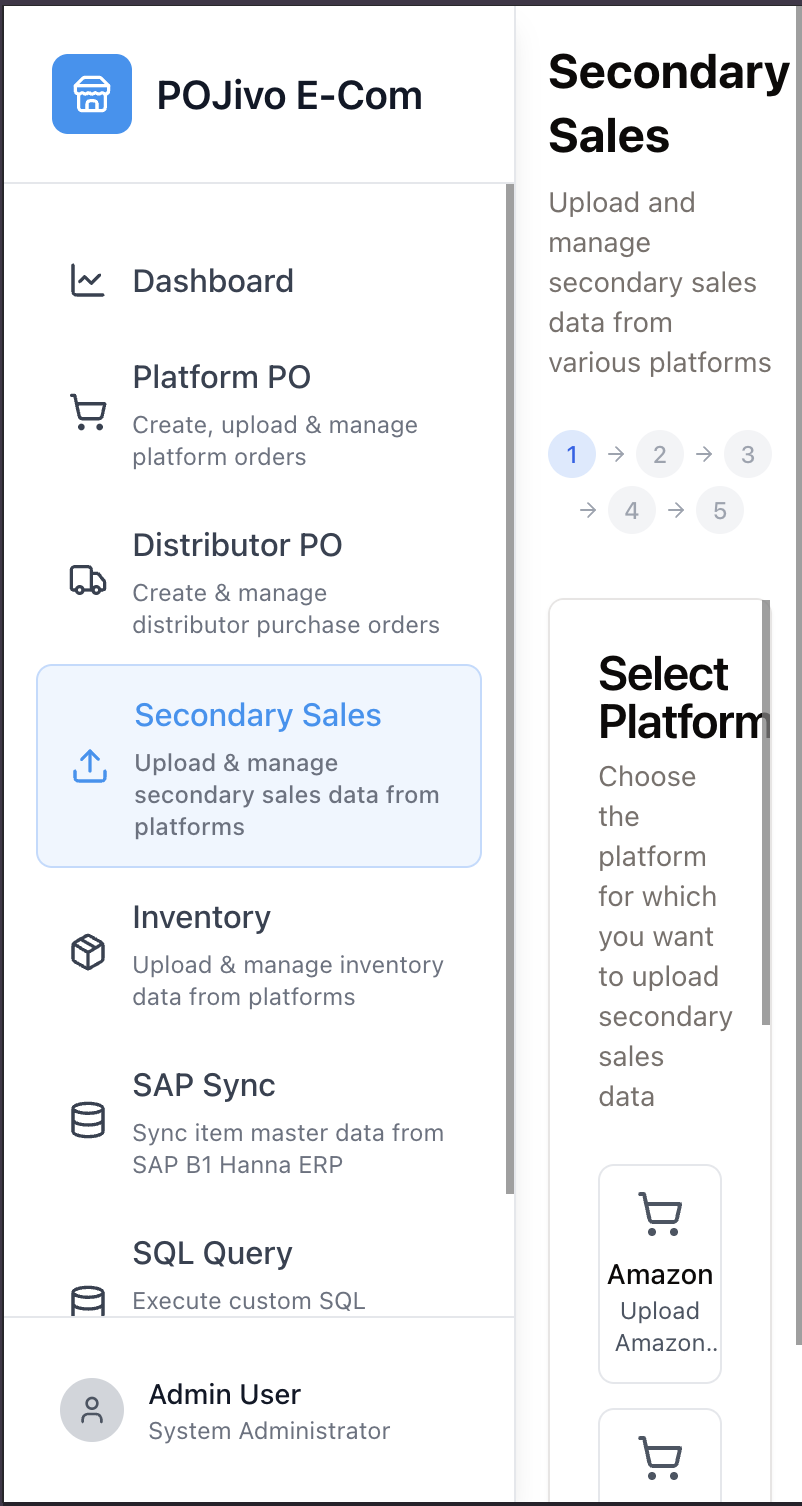 POJivo E-Com
Dashboard
Platform PO
Create, upload & manage
platform orders
Distributor PO
Create & manage
distributor purchase orders
Secondary Sales
Upload & manage
secondary sales data from
platforms
Inventory
Upload & manage inventory
data from platforms
SAP Sync
Sync item master data from
SAP B1 Hanna ERP
SQL Query
Execute custom SQL
Admin User
System Administrator
Secondary
Sales
Upload and
manage
secondary sales
data from
various platforms
1 → 2 → 3
→ 4 → 5
Select
Platform
Choose
the
platform
for which
you want
to upload
secondary
sales
data
Amazon
Upload
Amazon..